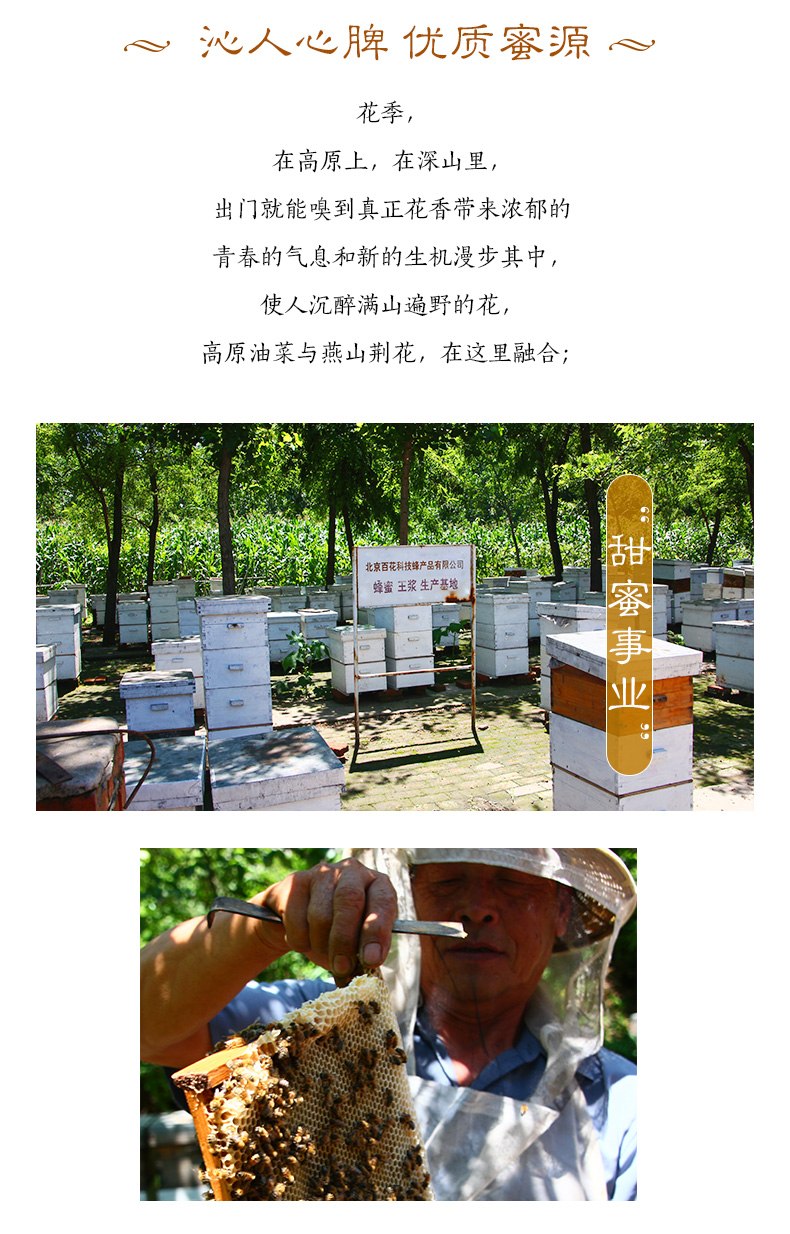 沁人心脾 优质蜜源
花季，
在高原上，在深山里，
出门就能嗅到真正花香带来浓郁的
青春的气息和新的生机漫步其中，
使人沉醉满山遍野的花，
高原油菜与燕山荆花，在这里融合；
北京百花科技蜂产品有限公司
蜂蜜 王浆 生产基地
“甜蜜事业”